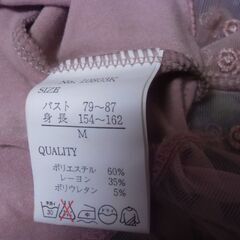 SIZE
バスト 79~87
身長 154~162
M
QUALITY
ポリエステル 60%
レーヨン 35%
ポリウレタン 5%